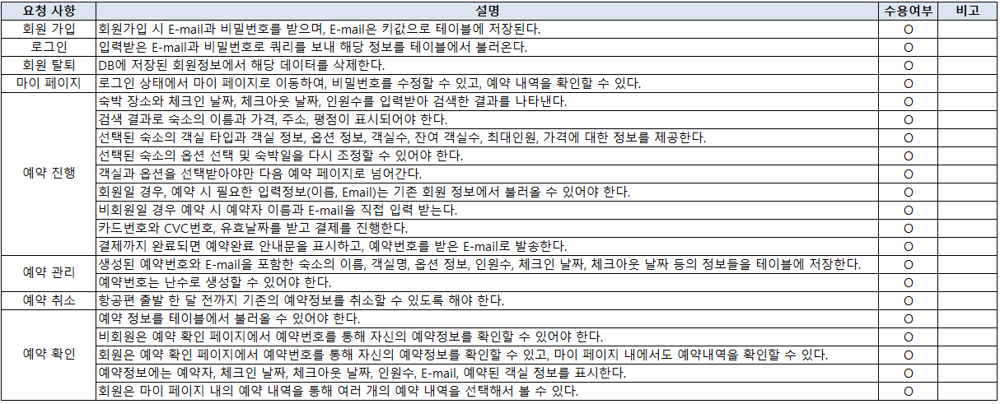 요청 사항 설명 수용여부 비고
회원 가입 회원가입 시 E-mail과 비밀번호를 받으며, E-mail은 키값으로 테이블에 저장된다. O
로그인 입력받은 E-mail과 비밀번호로 쿼리를 보내 해당 정보를 테이블에서 불러온다. O
회원 탈퇴 DB에 저장된 회원정보에서 해당 데이터를 삭제한다. O
마이 페이지 로그인 상태에서 마이 페이지로 이동하여, 비밀번호를 수정할 수 있고, 예약 내역을 확인할 수 있다. O
예약 진행
숙박 장소와 체크인 날짜, 체크아웃 날짜, 인원수를 입력받아 검색한 결과를 나타낸다. O
검색 결과로 숙소의 이름과 가격, 주소, 평점이 표시되어야 한다. O
선택된 숙소의 객실 타입과 객실 정보, 옵션 정보, 객실수, 잔여 객실수, 최대인원, 가격에 대한 정보를 제공한다. O
선택된 숙소의 옵션 선택 및 숙박일을 다시 조정할 수 있어야 한다. O
객실과 옵션을 선택받아야만 다음 예약 페이지로 넘어간다. O
회원일 경우, 예약 시 필요한 입력정보(이름, Email)는 기존 회원 정보에서 불러올 수 있어야 한다. O
비회원일 경우 예약 시 예약자 이름과 E-mail을 직접 입력 받는다. O
카드번호와 CVC번호, 유효날짜를 받고 결제를 진행한다. O
결제까지 완료되면 예약완료 안내문을 표시하고, 예약번호를 받은 E-mail로 발송한다. O
예약 관리
생성된 예약번호와 E-mail을 포함한 숙소의 이름, 객실명, 옵션 정보, 인원수, 체크인 날짜, 체크아웃 날짜 등의 정보들을 테이블에 저장한다. O
예약번호는 난수로 생성할 수 있어야 한다. O
예약 취소 항공편 출발 한 달 전까지 기존의 예약정보를 취소할 수 있도록 해야 한다. O
예약 확인
예약 정보를 테이블에서 불러올 수 있어야 한다. O
비회원은 예약 확인 페이지에서 예약번호를 통해 자신의 예약정보를 확인할 수 있어야 한다. O
회원은 예약 확인 페이지에서 예약번호를 통해 자신의 예약정보를 확인할 수 있고, 마이 페이지 내에서도 예약내역을 확인할 수 있다. O
예약정보에는 예약자, 체크인 날짜, 체크아웃 날짜, 인원수, E-mail, 예약된 객실 정보를 표시한다. O
회원은 마이 페이지 내의 예약 내역을 통해 여러 개의 예약 내역을 선택해서 볼 수 있다. O